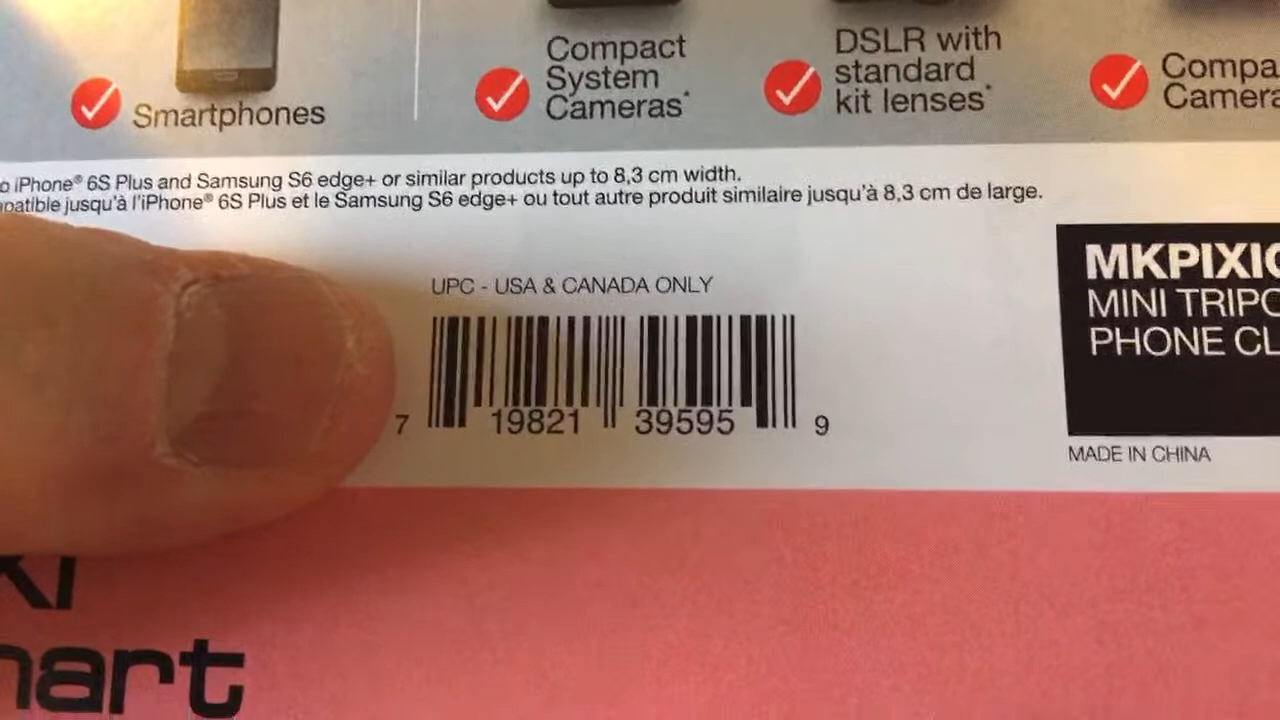 Smartphones
Compact
System
Cameras*
DSLR with
standard
kit lenses*
iPhone® 6S Plus and Samsung S6 edge+ or similar products up to 8,3 cm width.
jusqu'à l'iPhone® 6S Plus et le Samsung S6 edge+ ou tout autre produit similaire jusqu'à 8,3 cm de large.
UPC - USA & CANADA ONLY
7 19821 39595 9
MINI
PHONE
MADE IN CHINA